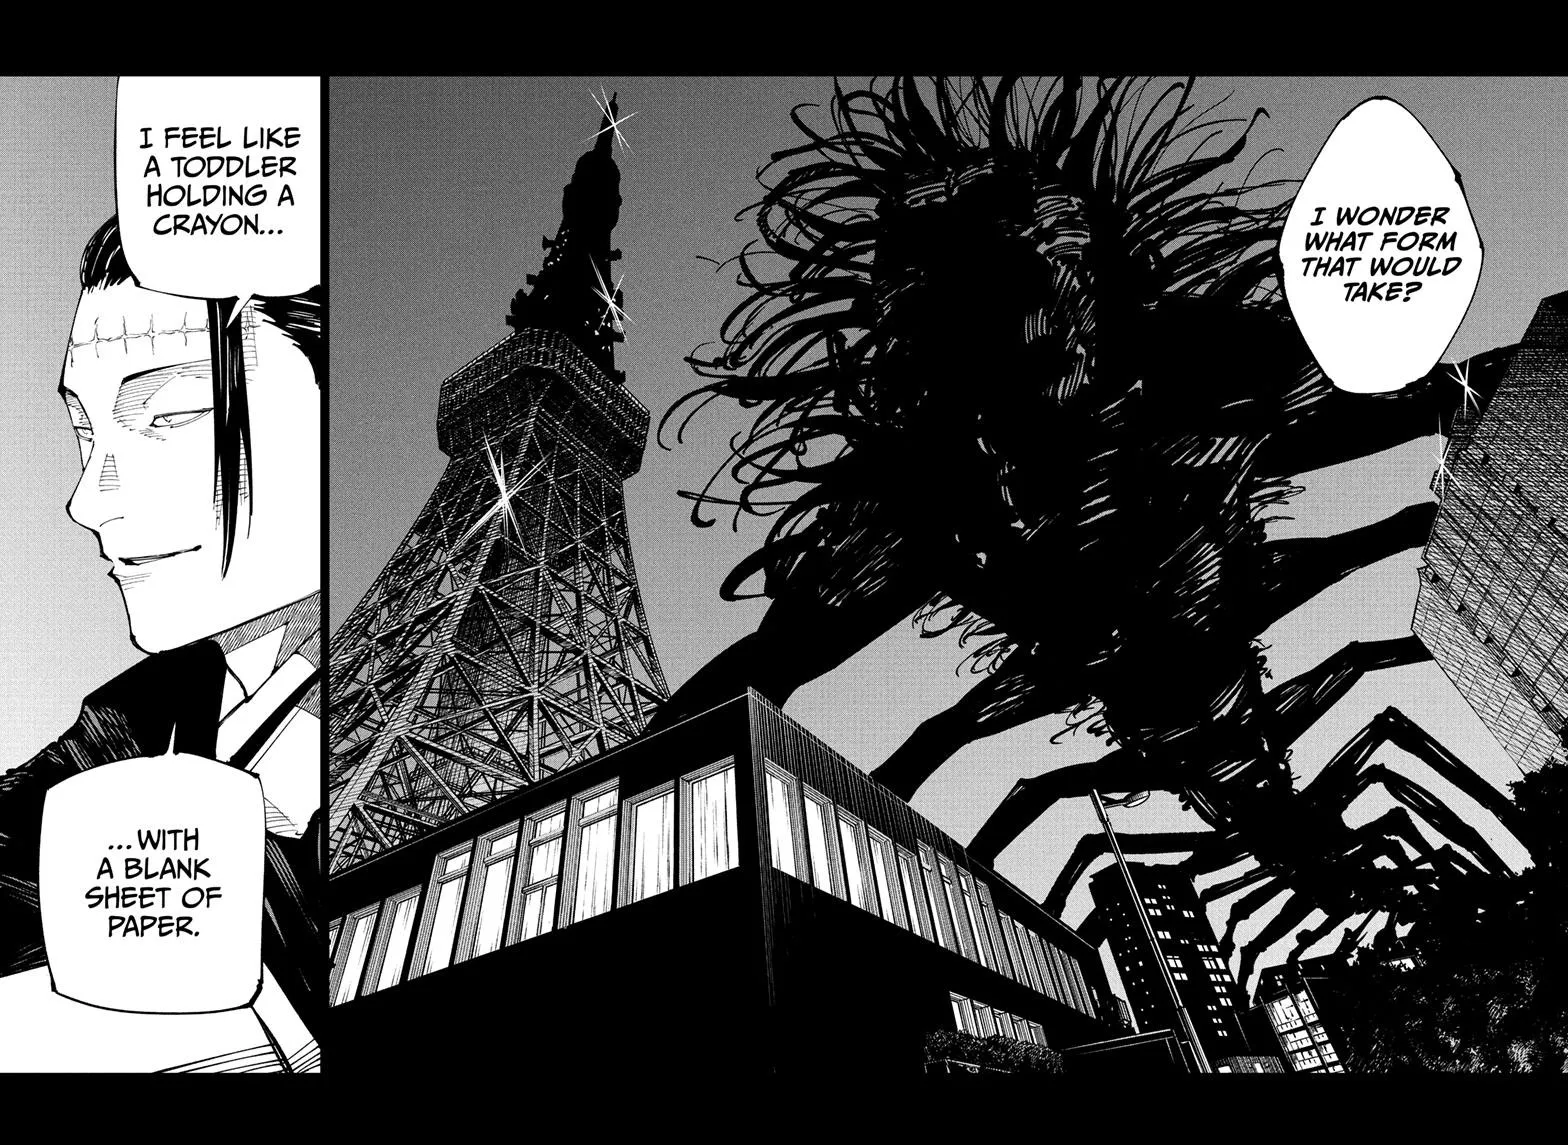 I WONDER
WHAT FORM
THAT WOULD
TAKE?
I FEEL LIKE
A TODDLER
HOLDING A
CRAYON...
...WITH
A BLANK
SHEET OF
PAPER.